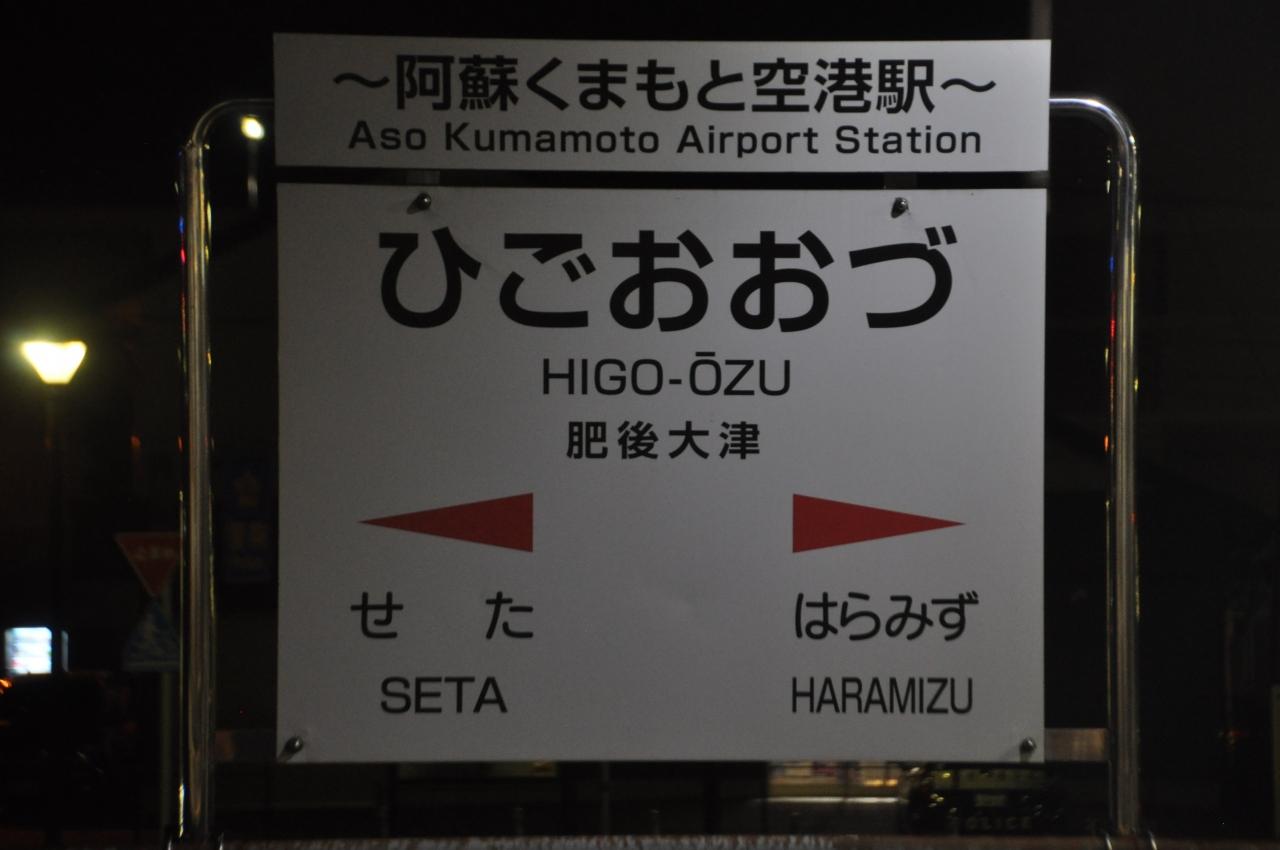 ～阿蘇くまもと空港駅～
Aso Kumamoto Airport Station
ひごおおづ
HIGO-ŌZU
肥後大津
せた はらみず
SETA HARAMIZU
POLICE